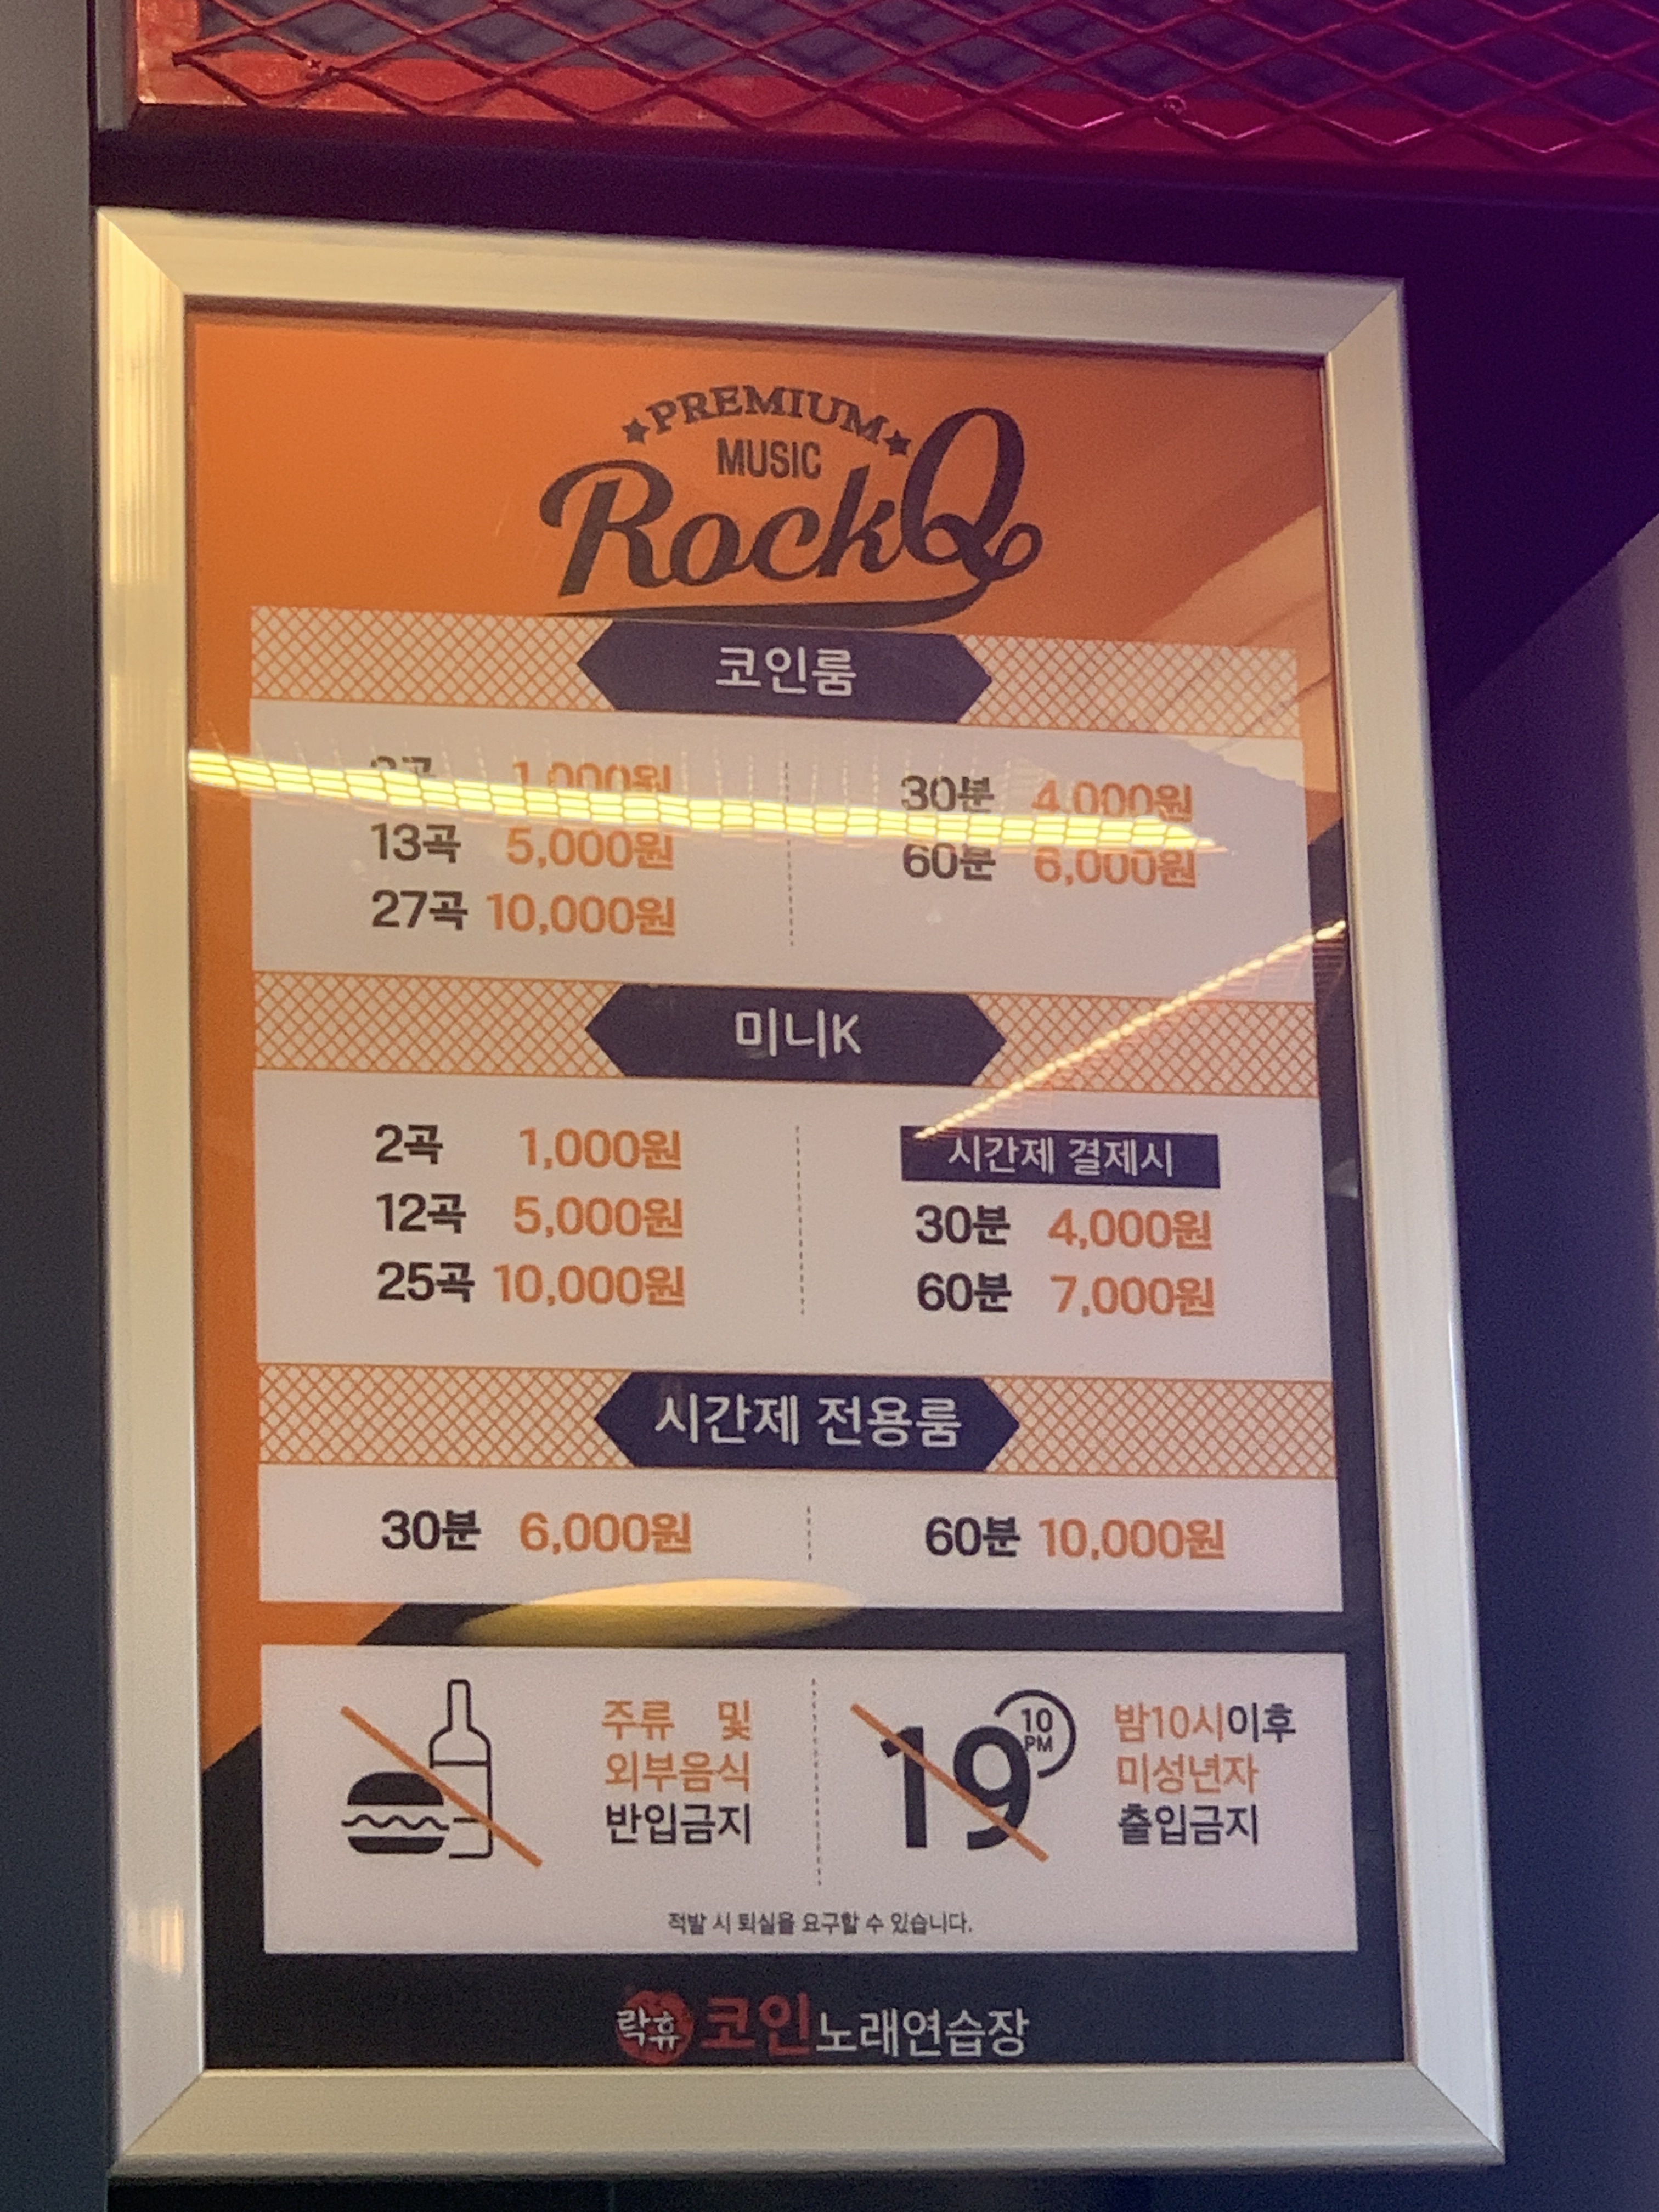 PREMIUM
MUSIC
RockQ
코인룸
1,000원
13곡 5,000원
27곡 10,000원
30분 4,000원
60분 6,000원
미니K
2곡 1,000원
12곡 5,000원
25곡 10,000원
시간제 결제시
30분 4,000원
60분 7,000원
시간제 전용룸
30분 6,000원
60분 10,000원
주류 및
외부음식
반입금지
19
10
PM
밤10시이후
미성년자
출입금지
적발 시 퇴실을 요구할 수 있습니다.
락휴 코인노래연습장